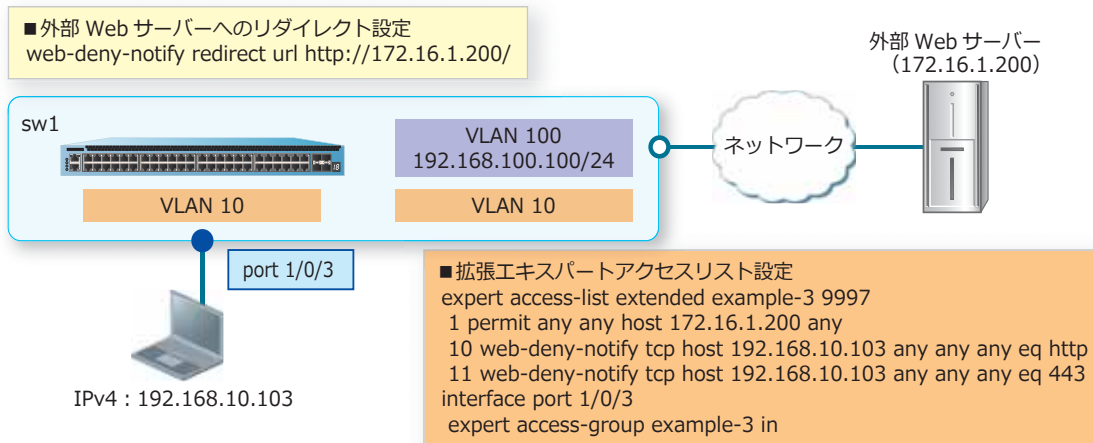 ■外部 Web サーバーへのリダイレクト設定
web-deny-notify redirect url http://172.16.1.200/
外部 Web サーバー
（172.16.1.200）
sw1
VLAN 100
192.168.100.100/24
ネットワーク
VLAN 10
VLAN 10
port 1/0/3
IPv4：192.168.10.103
■拡張エキスパートアクセスリスト設定
expert access-list extended example-3 9997
1 permit any any host 172.16.1.200 any
10 web-deny-notify tcp host 192.168.10.103 any any any eq http
11 web-deny-notify tcp host 192.168.10.103 any any any eq 443
interface port 1/0/3
expert access-group example-3 in